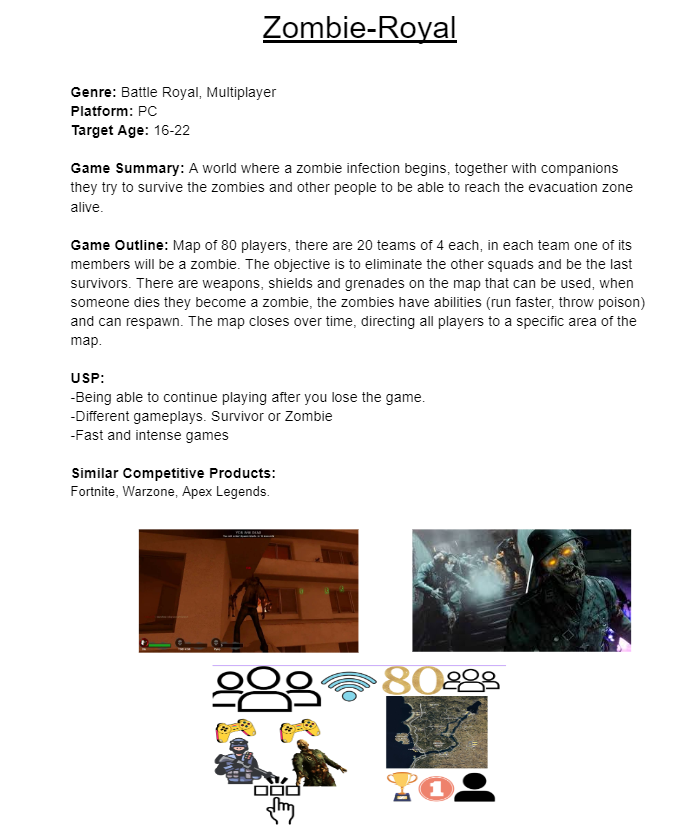 Zombie-Royal
Genre: Battle Royal, Multiplayer
Platform: PC
Target Age: 16-22
Game Summary: A world where a zombie infection begins, together with companions
they try to survive the zombies and other people to be able to reach the evacuation zone
alive.
Game Outline: Map of 80 players, there are 20 teams of 4 each, in each team one of its
members will be a zombie. The objective is to eliminate the other squads and be the last
survivors. There are weapons, shields and grenades on the map that can be used, when
someone dies they become a zombie, the zombies have abilities (run faster, throw poison)
and can respawn. The map closes over time, directing all players to a specific area of the
map.
USP:
-Being able to continue playing after you lose the game.
-Different gameplays. Survivor or Zombie
-Fast and intense games
Similar Competitive Products:
Fortnite, Warzone, Apex Legends.
80
1